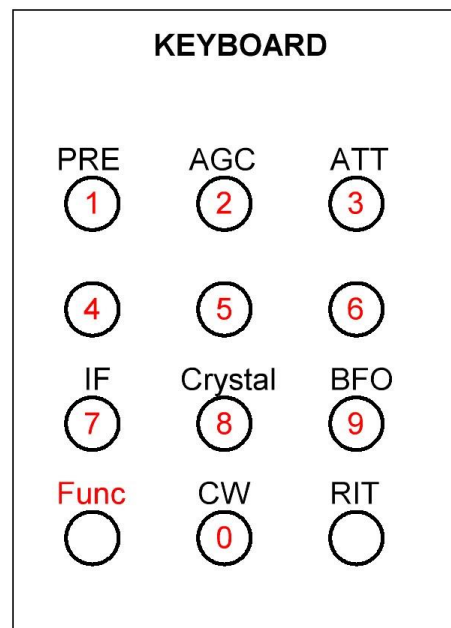 KEYBOARD
PRE AGC ATT
1 2 3
4 5 6
IF Crystal BFO
7 8 9
Func CW RIT
0